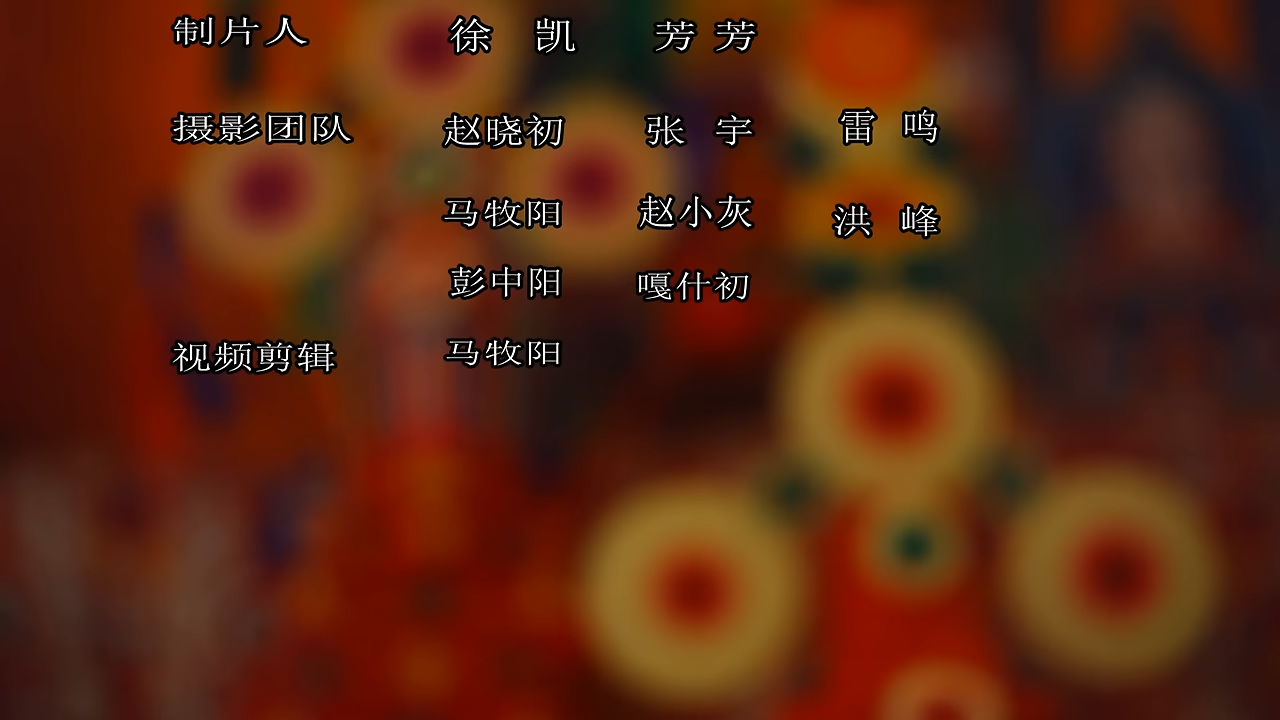 制片人 徐凯 芳芳
摄影团队 赵晓初 张宇 雷鸣
马牧阳 赵小灰 洪峰
彭中阳 嘎什初
视频剪辑 马牧阳